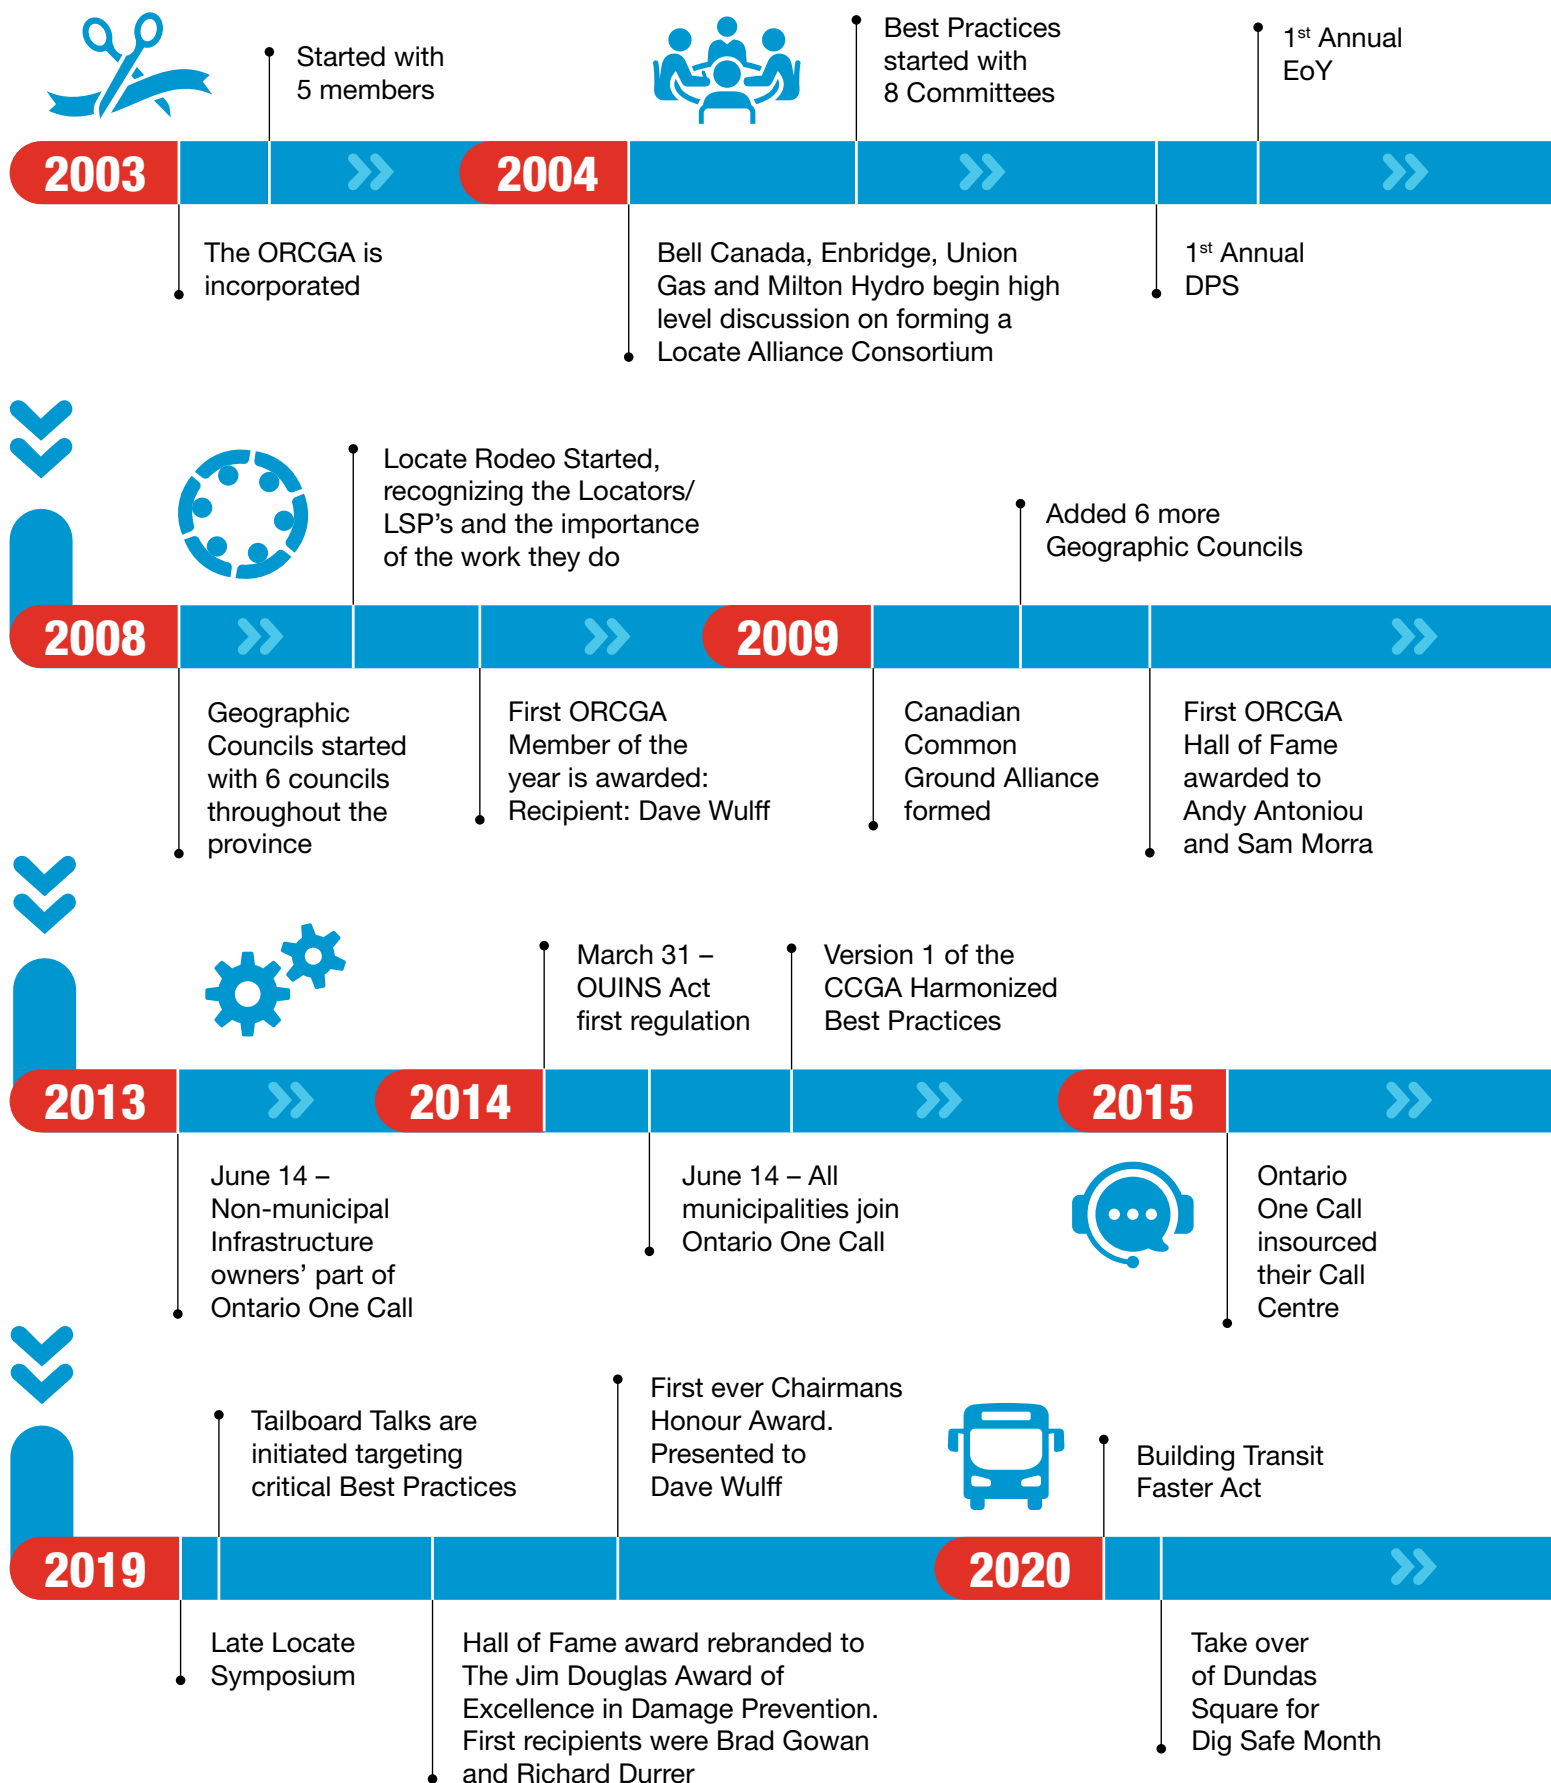 Started with
5 members
Best Practices
started with
8 Committees
1st Annual
EoY
2003
2004
The ORCGA is
incorporated
Bell Canada, Enbridge, Union
Gas and Milton Hydro begin high
level discussion on forming a
Locate Alliance Consortium
1st Annual
DPS
Locate Rodeo Started,
recognizing the Locators/
LSP’s and the importance
of the work they do
Added 6 more
Geographic Councils
2008
2009
Geographic
Councils started
with 6 councils
throughout the
province
First ORCGA
Member of the
year is awarded:
Recipient: Dave Wulff
Canadian
Common
Ground Alliance
formed
First ORCGA
Hall of Fame
awarded to
Andy Antoniou
and Sam Morra
March 31 –
OUINS Act
first regulation
Version 1 of the
CCGA Harmonized
Best Practices
2013
2014
2015
June 14 –
Non-municipal
Infrastructure
owners’ part of
Ontario One Call
June 14 – All
municipalities join
Ontario One Call
Ontario
One Call
insourced
their Call
Centre
Tailboard Talks are
initiated targeting
critical Best Practices
First ever Chairmans
Honour Award.
Presented to
Dave Wulff
Building Transit
Faster Act
2019
2020
Late Locate
Symposium
Hall of Fame award rebranded to
The Jim Douglas Award of
Excellence in Damage Prevention.
First recipients were Brad Gowan
and Richard Durrer
Take over
of Dundas
Square for
Dig Safe Month